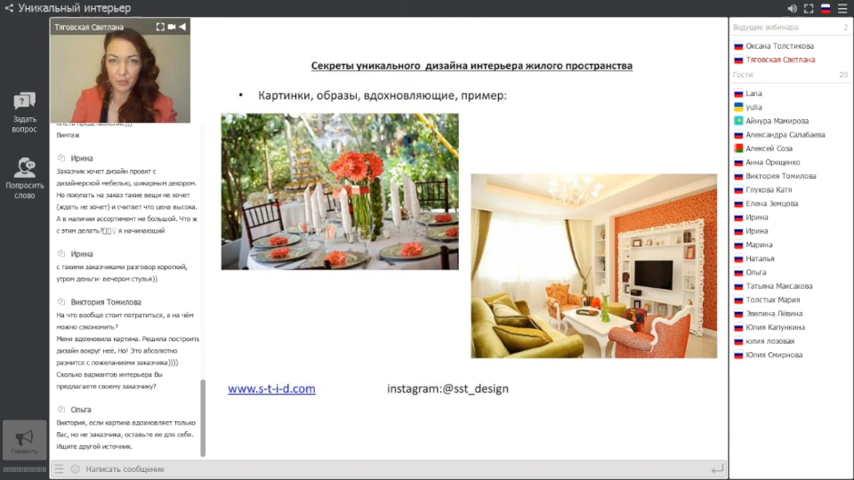 Уникальный интерьер
Тяговская Светлана
Задать
вопрос
Попросить
слово
Винтаж
Ирина
Заказчик хочет дизайн проект с
дизайнерской мебелью, шикарным декором.
Но покупать на заказ такие вещи не хочет
(ждать не хочет) и считает что цена высока.
А в наличии ассортимент не большой. Что ж
с этим делать? я начинающий
Ирина
с такими заказчиками разговор короткий,
утром деньги- вечером стулья))
Виктория Томилова
На что вообще стоит потратиться, а на чём
можно сэкономить?
Меня вдохновила картина. Решила построить
дизайн вокруг неё. Но! Это абсолютно
разнится с пожеланиями заказчика))))
Сколько вариантов интерьера Вы
предлагаете своему заказчику?
Ольга
Виктория, если картина вдохновляет только
Вас, но не заказчика, оставьте ее для себя.
Ищите другой источник.
Написать сообщение
Секреты уникального дизайна интерьера жилого пространства
• Картинки, образы, вдохновляющие, пример:
www.s-t-i-d.com
instagram:@sst_design
Ведущие вебинара 2
Оксана Толстикова
Тяговская Светлана
Гости 20
Lana
yulia
Айнура Мамирова
Александра Салабаева
Алексей Соза
Анна Орещенко
Виктория Томилова
Глухова Катя
Елена Земцова
Ирина
Ирина
Марина
Наталья
Ольга
Татьяна Максакова
Толстых Мария
Эвелина Лёвина
Юлия Капункина
юлия лозовая
Юлия Смирнова